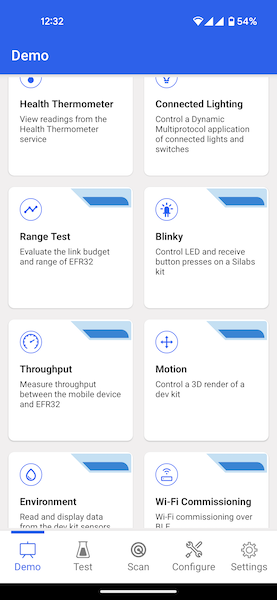 12:32
54%
Demo
Health Thermometer
View readings from the
Health Thermometer
service
Connected Lighting
Control a Dynamic
Multiprotocol application
of connected lights and
switches
Range Test
Evaluate the link budget
and range of EFR32
Blinky
Control LED and receive
button presses on a Silabs
kit
Throughput
Measure throughput
between the mobile device
and EFR32
Motion
Control a 3D render of a
dev kit
Environment
Read and display data
from the dev kit sensors
Wi-Fi Commissioning
Wi-Fi commissioning over
BLE
Demo
Test
Scan
Configure
Settings